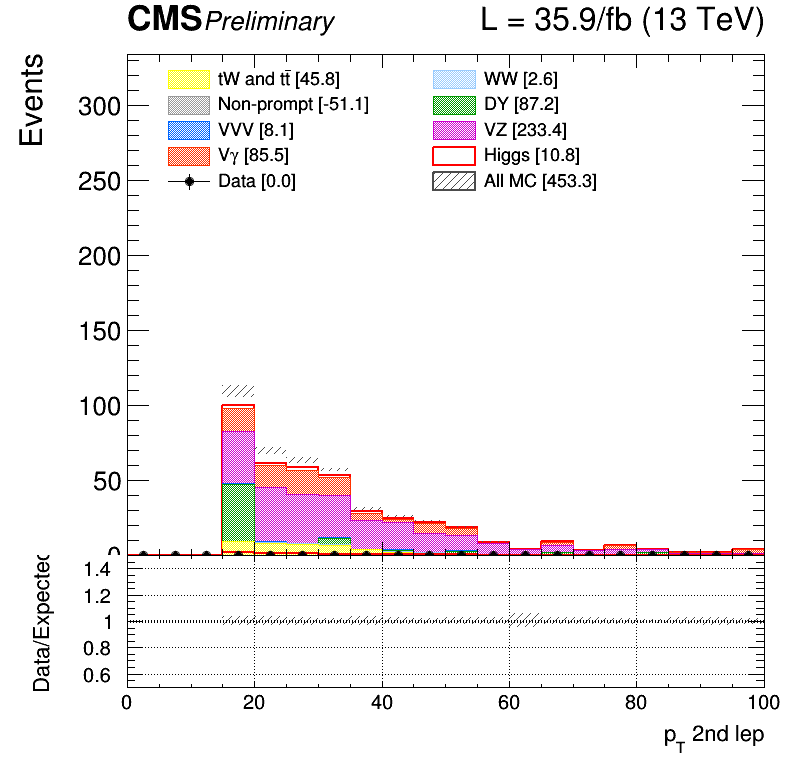 CMS Preliminary L = 35.9/fb (13 TeV)
Events
tW and tt̄ [45.8]
Non-prompt [-51.1]
VVV [8.1]
Vγ [85.5]
Data [0.0]
WW [2.6]
DY [87.2]
VZ [233.4]
Higgs [10.8]
All MC [453.3]
300
250
200
150
100
50
0
Data/Expected
1.4
1.2
1
0.8
0.6
0 20 40 60 80 100
p_T 2nd lep